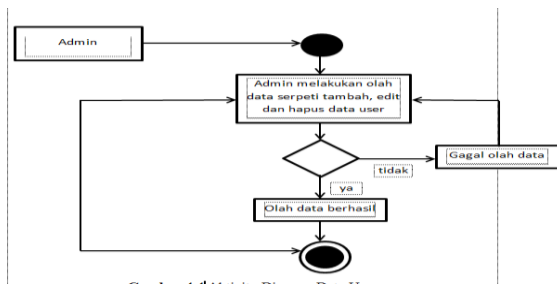 Admin
Admin melakukan olah
data serpeti tambah, edit
dan hapus data user
Gagal olah data
tidak
ya
Olah data berhasil